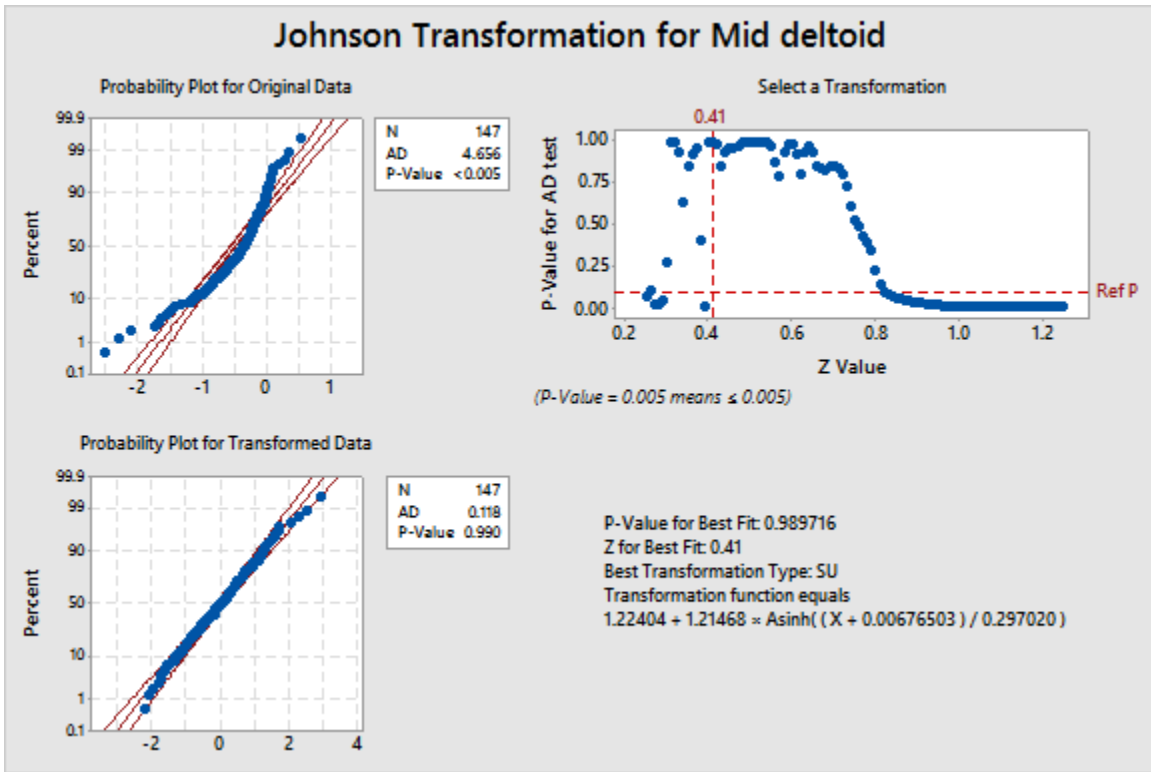 Johnson Transformation for Mid deltoid
Probability Plot for Original Data
99.9
99
90
50
10
1
0.1
Percent
-2 -1 0 1
N 147
AD 4.656
P-Value <0.005
Select a Transformation
0.41
1.00
0.75
0.50
0.25
0.00
P-Value for AD test
Ref P
0.2 0.4 0.6 0.8 1.0 1.2
Z Value
(P-Value = 0.005 means ≤ 0.005)
Probability Plot for Transformed Data
99.9
99
90
50
10
1
0.1
Percent
-2 0 2 4
N 147
AD 0.118
P-Value 0.990
P-Value for Best Fit: 0.989716
Z for Best Fit: 0.41
Best Transformation Type: SU
Transformation function equals
1.22404 + 1.21468 × Asinh( ( X + 0.00676503 ) / 0.297020 )